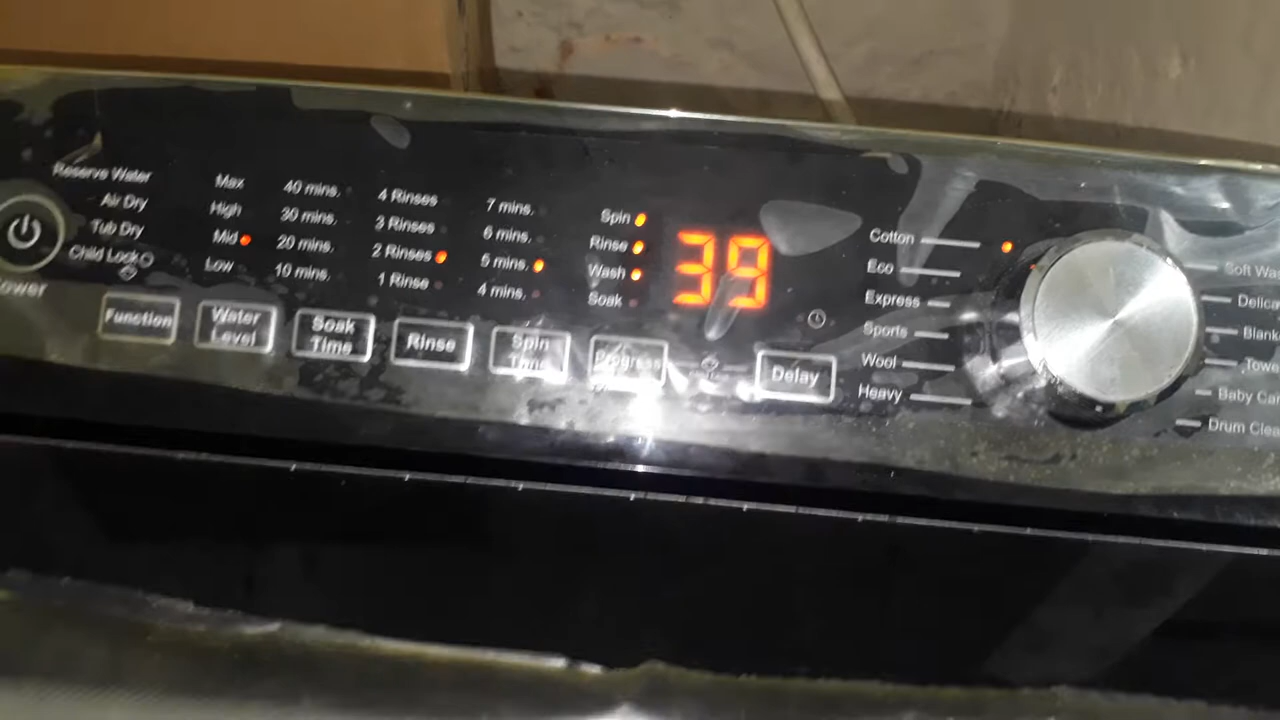 Reserve Water
Air Dry
Tub Dry
Child Lock
Function
Max
High
Mid
Low
Water
Level
40 mins.
30 mins.
20 mins.
10 mins.
Soak
Time
4 Rinses
3 Rinses
2 Rinses
1 Rinse
Rinse
7 mins.
6 mins.
5 mins.
4 mins.
Spin
Time
Spin
Rinse
Wash
Soak
Progress
39
Delay
Cotton
Eco
Express
Sports
Wool
Heavy
Soft Wa
Delica
Blank
Towe
Baby Car
Drum Clea